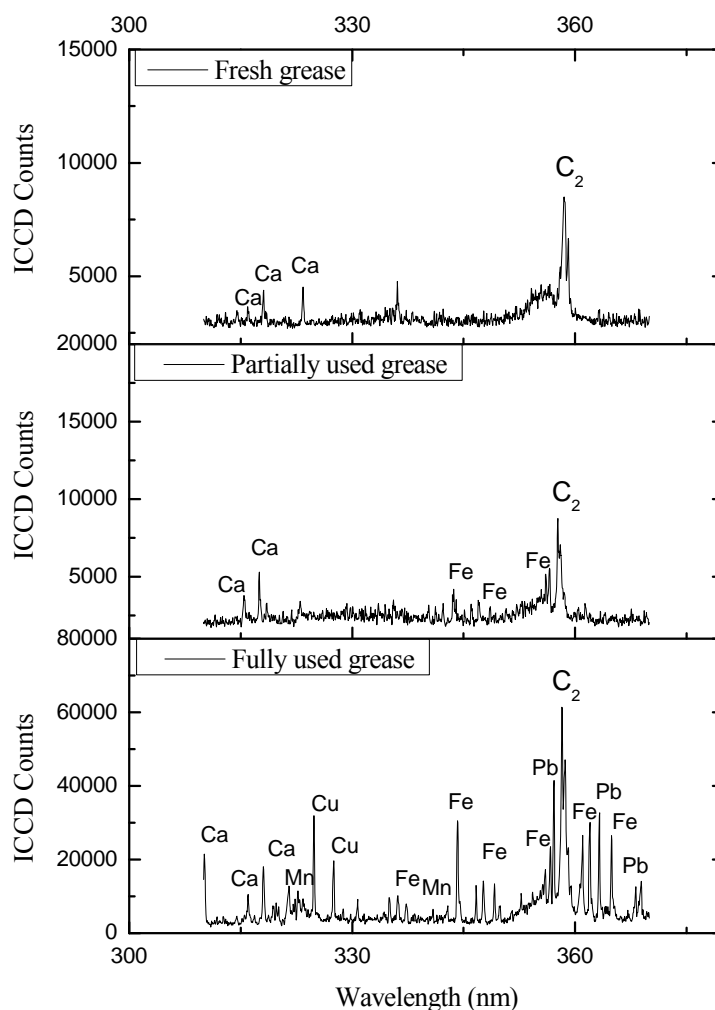 300 330 360
15000
Fresh grease
10000
C₂
ICCD Counts
5000
Ca Ca Ca
20000
Partially used grease
15000
ICCD Counts
10000
C₂
5000
Ca Ca Fe Fe Fe
80000
Fully used grease
C₂
60000
ICCD Counts
40000
Pb Pb
Cu Fe Fe Fe
20000
Ca Ca Cu Fe Fe
Ca Mn Fe Mn Pb
0
300 330 360
Wavelength (nm)